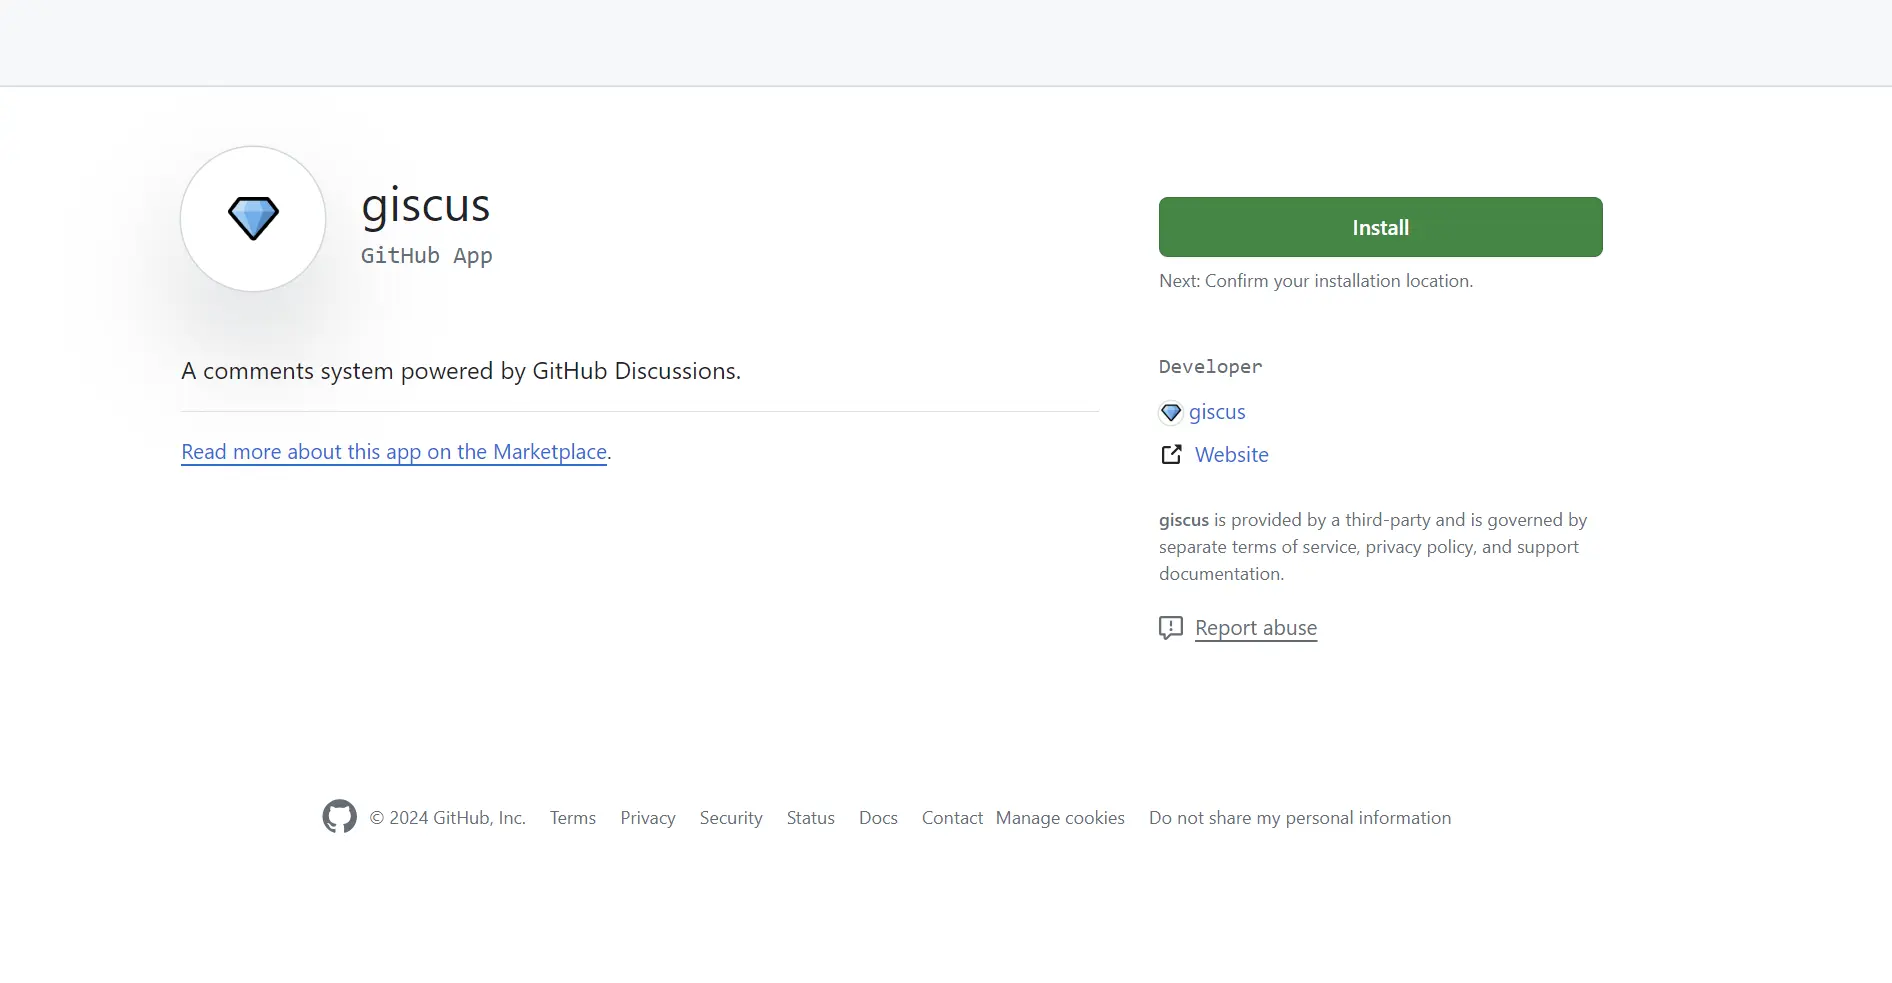 giscus
GitHub App
A comments system powered by GitHub Discussions.
Read more about this app on the Marketplace.
Install
Next: Confirm your installation location.
Developer
giscus
Website
giscus is provided by a third-party and is governed by
separate terms of service, privacy policy, and support
documentation.
Report abuse
© 2024 GitHub, Inc. Terms Privacy Security Status Docs Contact Manage cookies Do not share my personal information